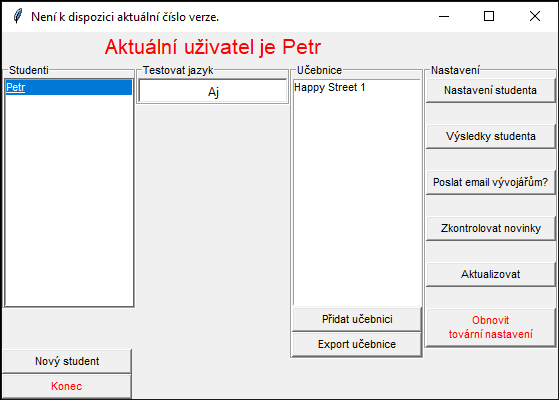 Není k dispozici aktuální číslo verze.
Aktuální uživatel je Petr
Studenti
Petr
Nový student
Konec
Testovat jazyk
Aj
Učebnice
Happy Street 1
Přidat učebnici
Export učebnice
Nastavení
Nastavení studenta
Výsledky studenta
Poslat email vývojářům?
Zkontrolovat novinky
Aktualizovat
Obnovit
tovární nastavení